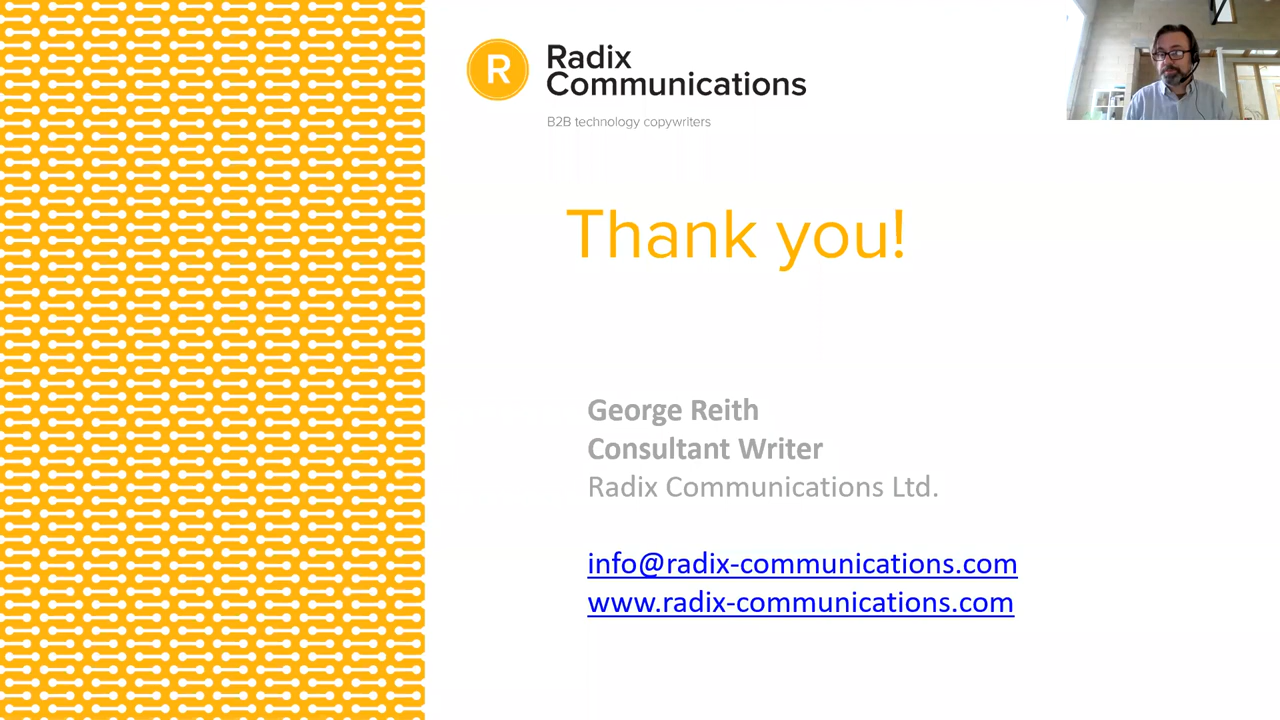 R
Radix
Communications
B2B technology copywriters
Thank you!
George Reith
Consultant Writer
Radix Communications Ltd.
info@radix-communications.com
www.radix-communications.com